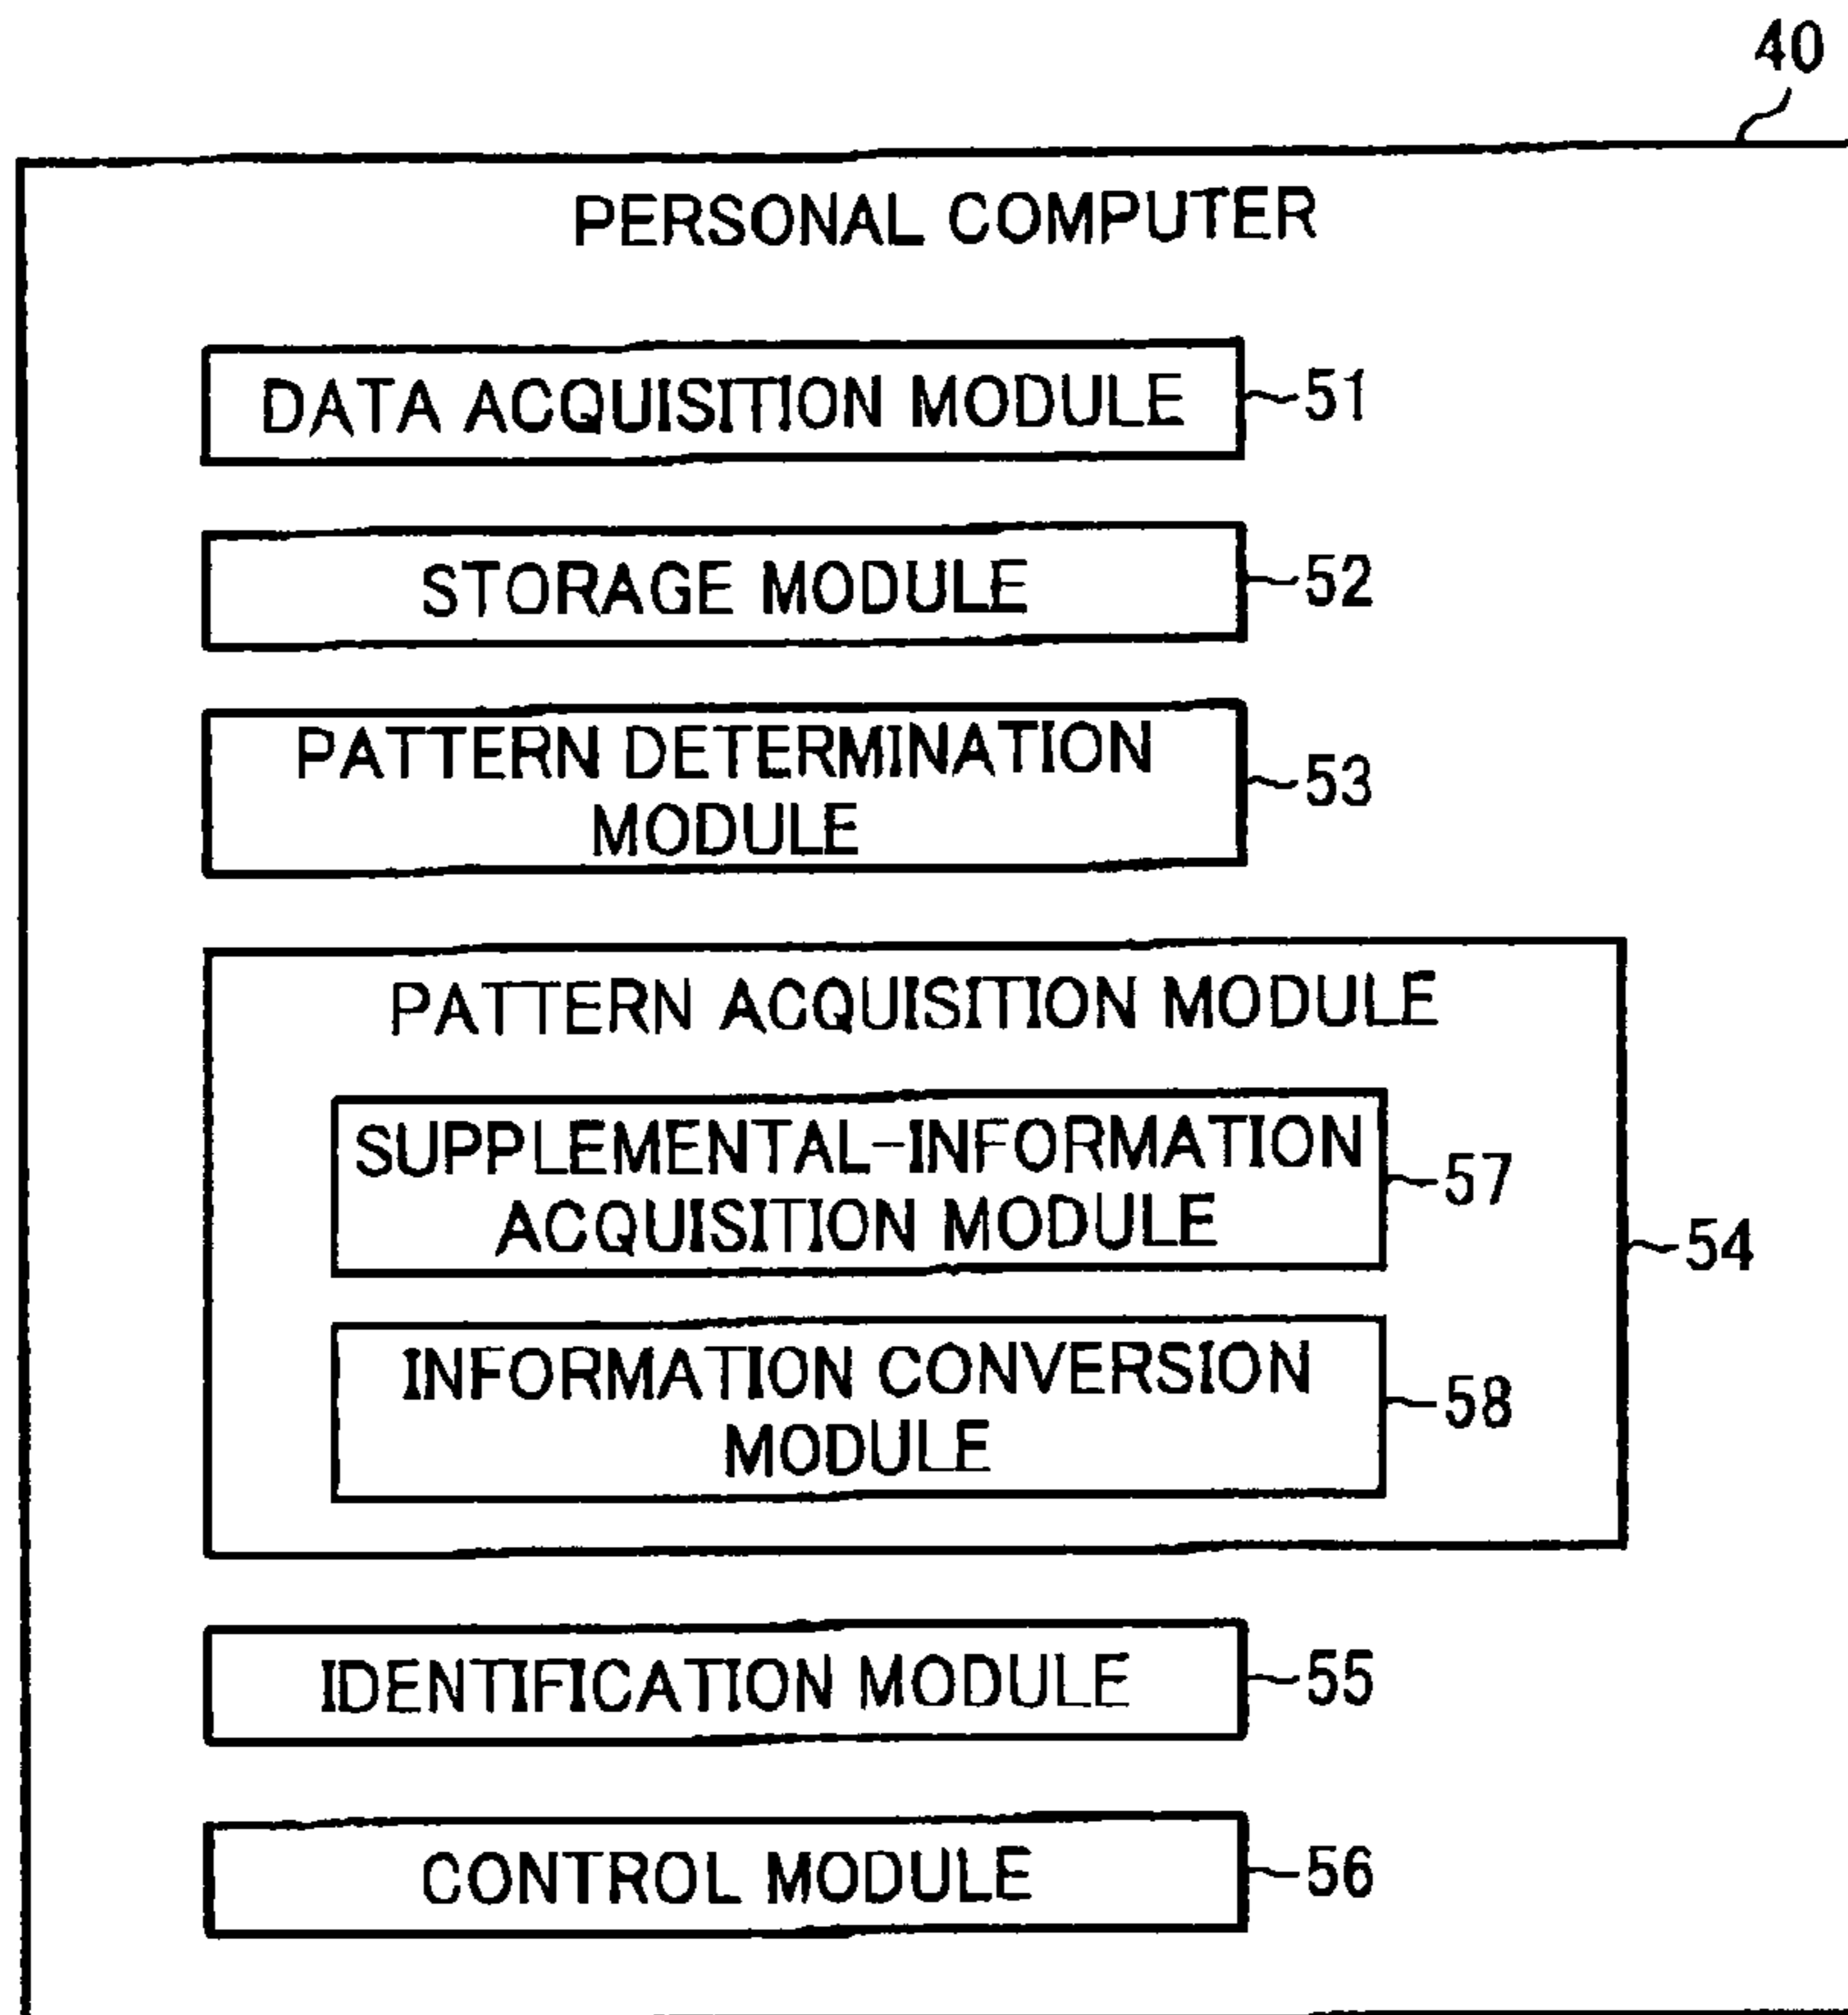 40
PERSONAL COMPUTER
DATA ACQUISITION MODULE 51
STORAGE MODULE 52
PATTERN DETERMINATION
MODULE
53
PATTERN ACQUISITION MODULE
SUPPLEMENTAL-INFORMATION
ACQUISITION MODULE
57
54
INFORMATION CONVERSION
MODULE
58
IDENTIFICATION MODULE 55
CONTROL MODULE 56